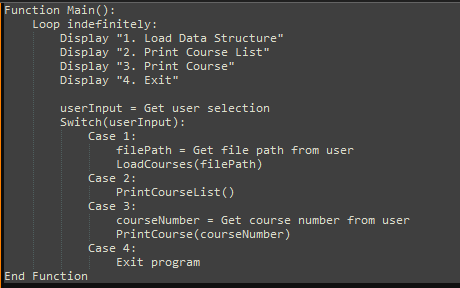 Function Main():
    Loop indefinitely:
        Display "1. Load Data Structure"
        Display "2. Print Course List"
        Display "3. Print Course"
        Display "4. Exit"

        userInput = Get user selection
        Switch(userInput):
            Case 1:
                filePath = Get file path from user
                LoadCourses(filePath)
            Case 2:
                PrintCourseList()
            Case 3:
                courseNumber = Get course number from user
                PrintCourse(courseNumber)
            Case 4:
                Exit program
End Function